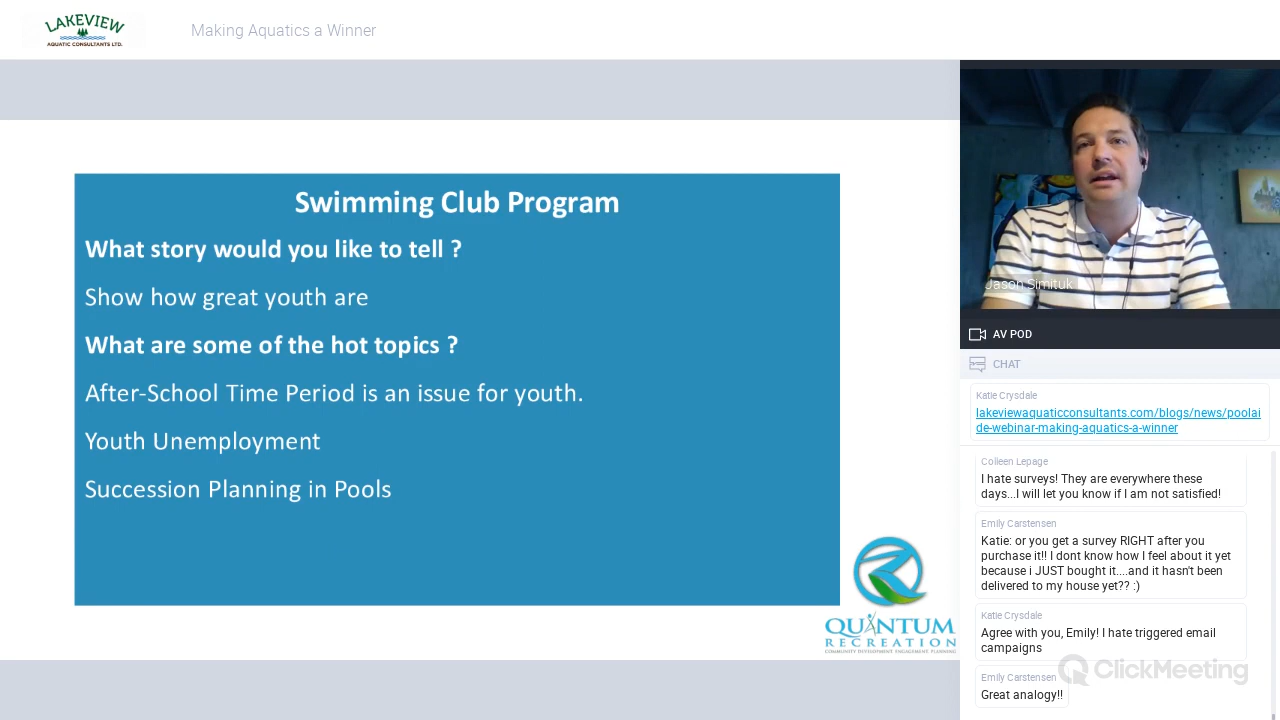 LAKEVIEW
AQUATIC CONSULTANTS LTD.
Making Aquatics a Winner
Swimming Club Program
What story would you like to tell ?
Show how great youth are
What are some of the hot topics ?
After-School Time Period is an issue for youth.
Youth Unemployment
Succession Planning in Pools
QUANTUM
RECREATION
COMMUNITY DEVELOPMENT, ENGAGEMENT, PLANNING
Jason Simituk
AV POD
CHAT
Katie Crysdale
lakeviewaquaticconsultants.com/blogs/news/poolai
de-webinar-making-aquatics-a-winner
Colleen Lepage
I hate surveys! They are everywhere these
days...I will let you know if I am not satisfied!
Emily Carstensen
Katie: or you get a survey RIGHT after you
purchase it!! I dont know how I feel about it yet
because i JUST bought it....and it hasn't been
delivered to my house yet?? :)
Katie Crysdale
Agree with you, Emily! I hate triggered email
campaigns
Emily Carstensen
Great analogy!!
ClickMeeting